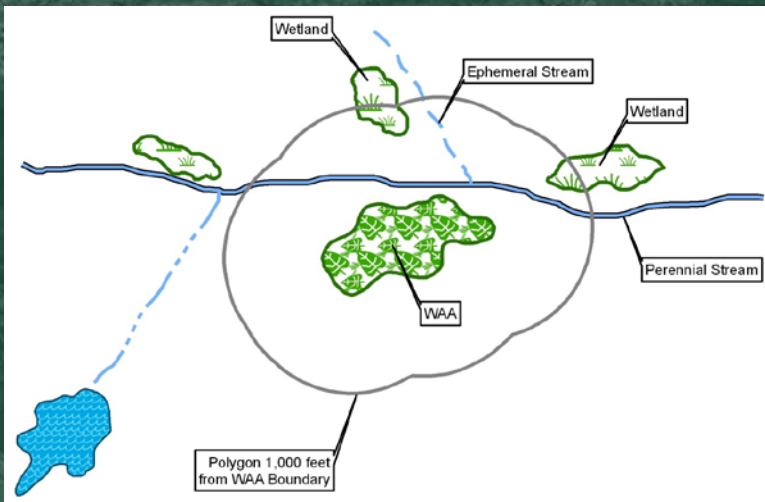 Wetland
Ephemeral Stream
Wetland
Perennial Stream
WAA
Polygon 1,000 feet
from WAA Boundary